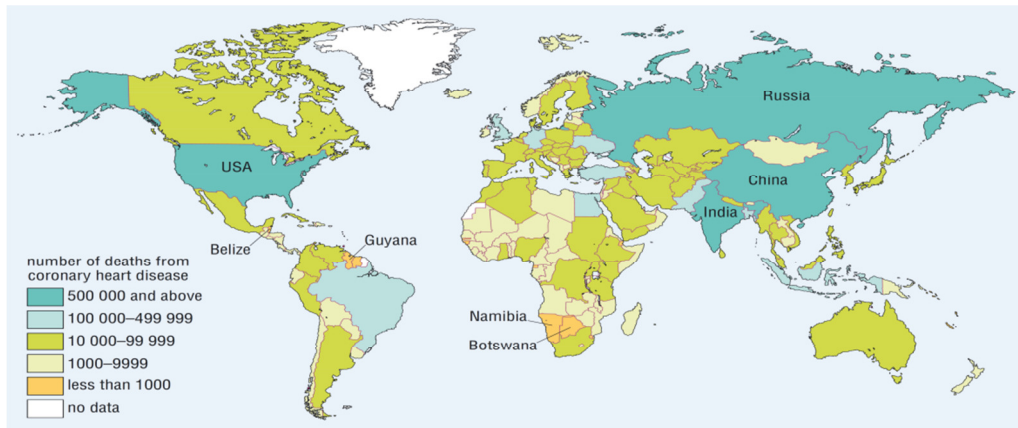 Russia
USA
China
India
Belize
Guyana
number of deaths from
coronary heart disease
500 000 and above
100 000–499 999
10 000–99 999
1000–9999
less than 1000
no data
Namibia
Botswana